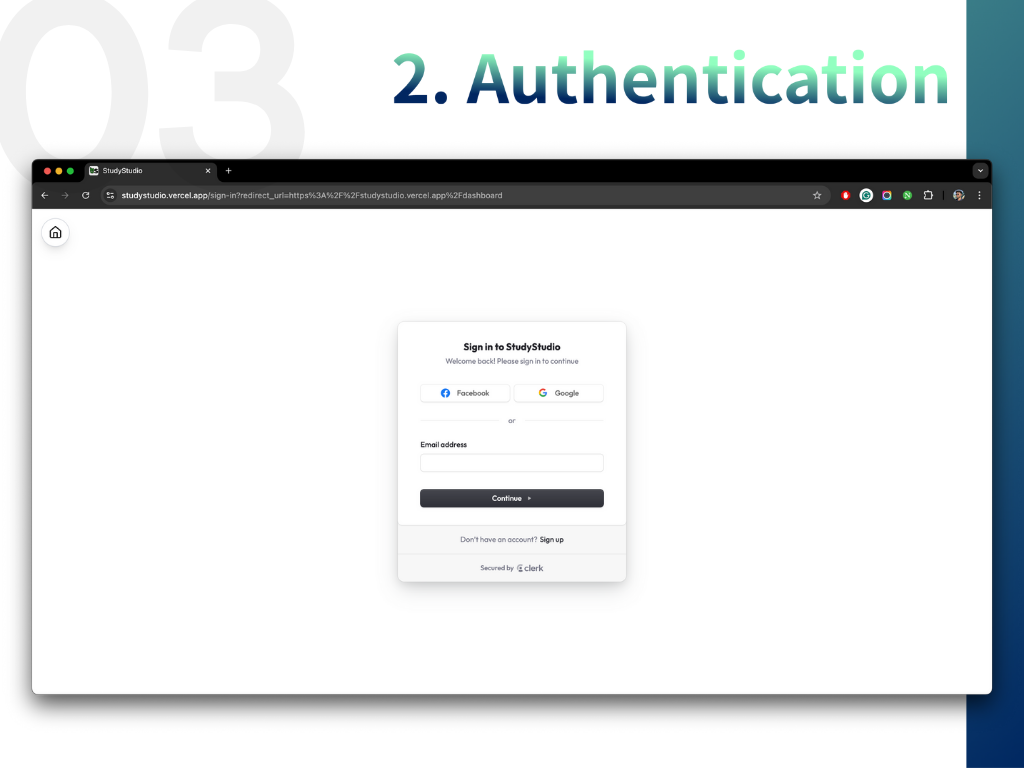 03
2. Authentication
StudyStudio
studystudio.vercel.app/sign-in?redirect_url=https%3A%2F%2Fstudystudio.vercel.app%2Fdashboard
Sign in to StudyStudio
Welcome back! Please sign in to continue
Facebook
Google
or
Email address
Continue
Don't have an account? Sign up
Secured by clerk